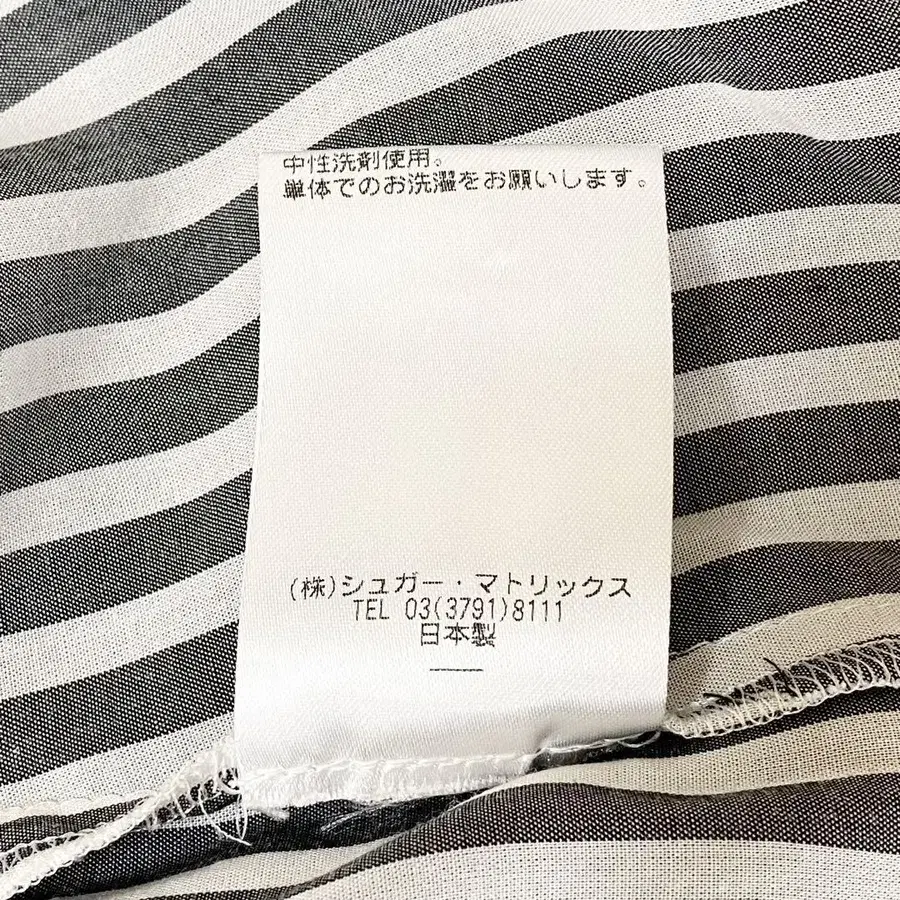 中性洗剤使用。
単体でのお洗濯をお願いします。
(株)シュガー・マトリックス
TEL 03(3791)8111
日本製